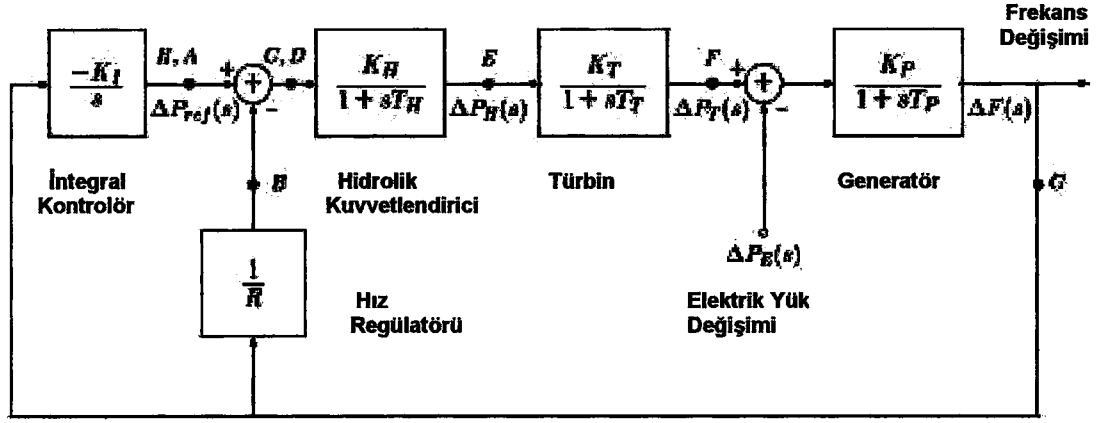 Frekans
Değişimi
-K_I
s
H, A
+
+
-
G, D
ΔP_ref(s)
K_H
1 + sT_H
E
ΔP_H(s)
K_T
1 + sT_T
F
+
+
-
ΔP_T(s)
K_P
1 + sT_P
ΔF(s)
İntegral
Kontrolör
B
Hidrolik
Kuvvetlendirici
Türbin
Generatör
G
ΔP_E(s)
1
R
Hız
Regülatörü
Elektrik Yük
Değişimi